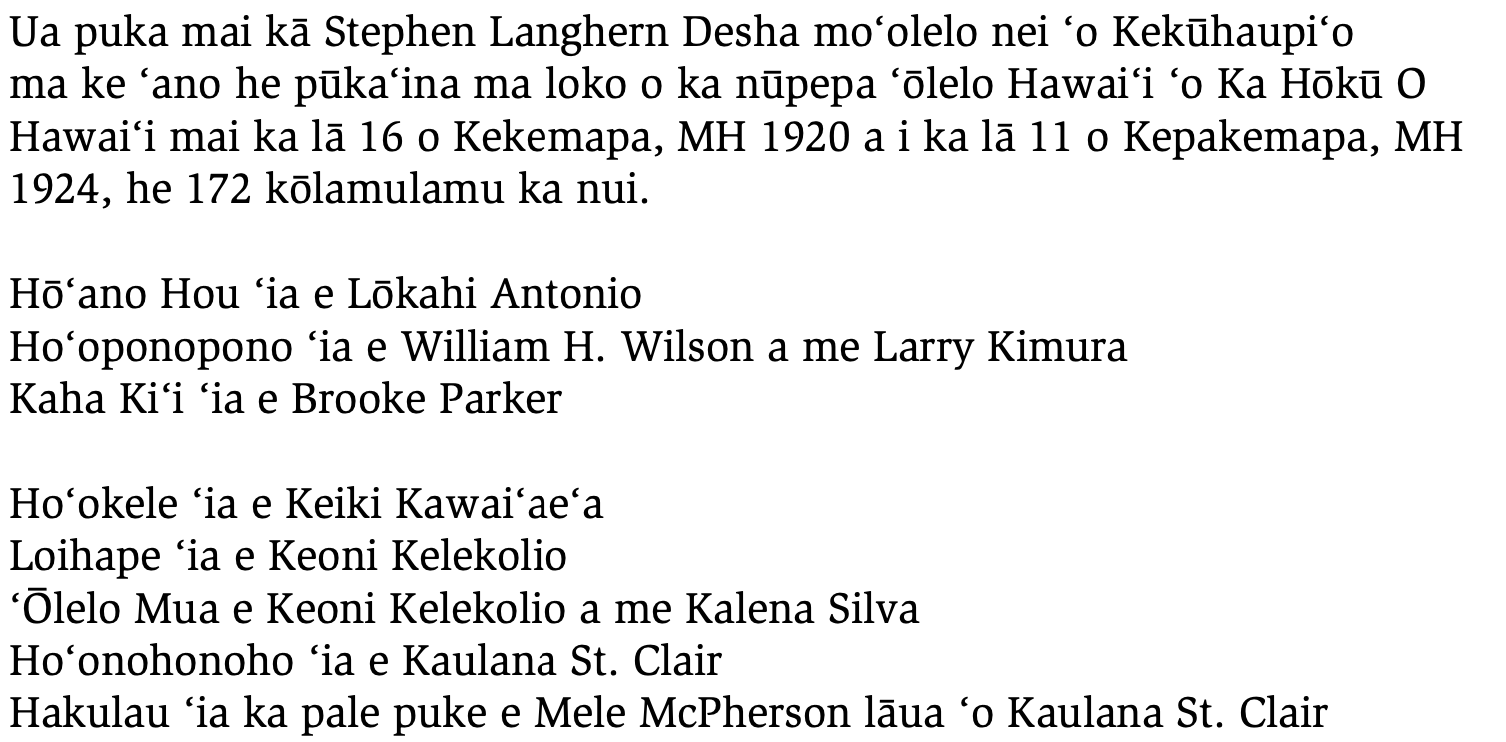 Ua puka mai kā Stephen Langhern Desha moʻolelo nei ʻo Kekūhaupiʻo
ma ke ʻano he pūkaʻina ma loko o ka nūpepa ʻōlelo Hawaiʻi ʻo Ka Hōkū O
Hawaiʻi mai ka lā 16 o Kekemapa, MH 1920 a i ka lā 11 o Kepakemapa, MH
1924, he 172 kōlamulamu ka nui.
Hōʻano Hou ʻia e Lōkahi Antonio
Hoʻoponopono ʻia e William H. Wilson a me Larry Kimura
Kaha Kiʻi ʻia e Brooke Parker
Hoʻokele ʻia e Keiki Kawaiʻaeʻa
Loihape ʻia e Keoni Kelekolio
ʻŌlelo Mua e Keoni Kelekolio a me Kalena Silva
Hoʻonohonoho ʻia e Kaulana St. Clair
Hakulau ʻia ka pale puke e Mele McPherson lāua ʻo Kaulana St. Clair